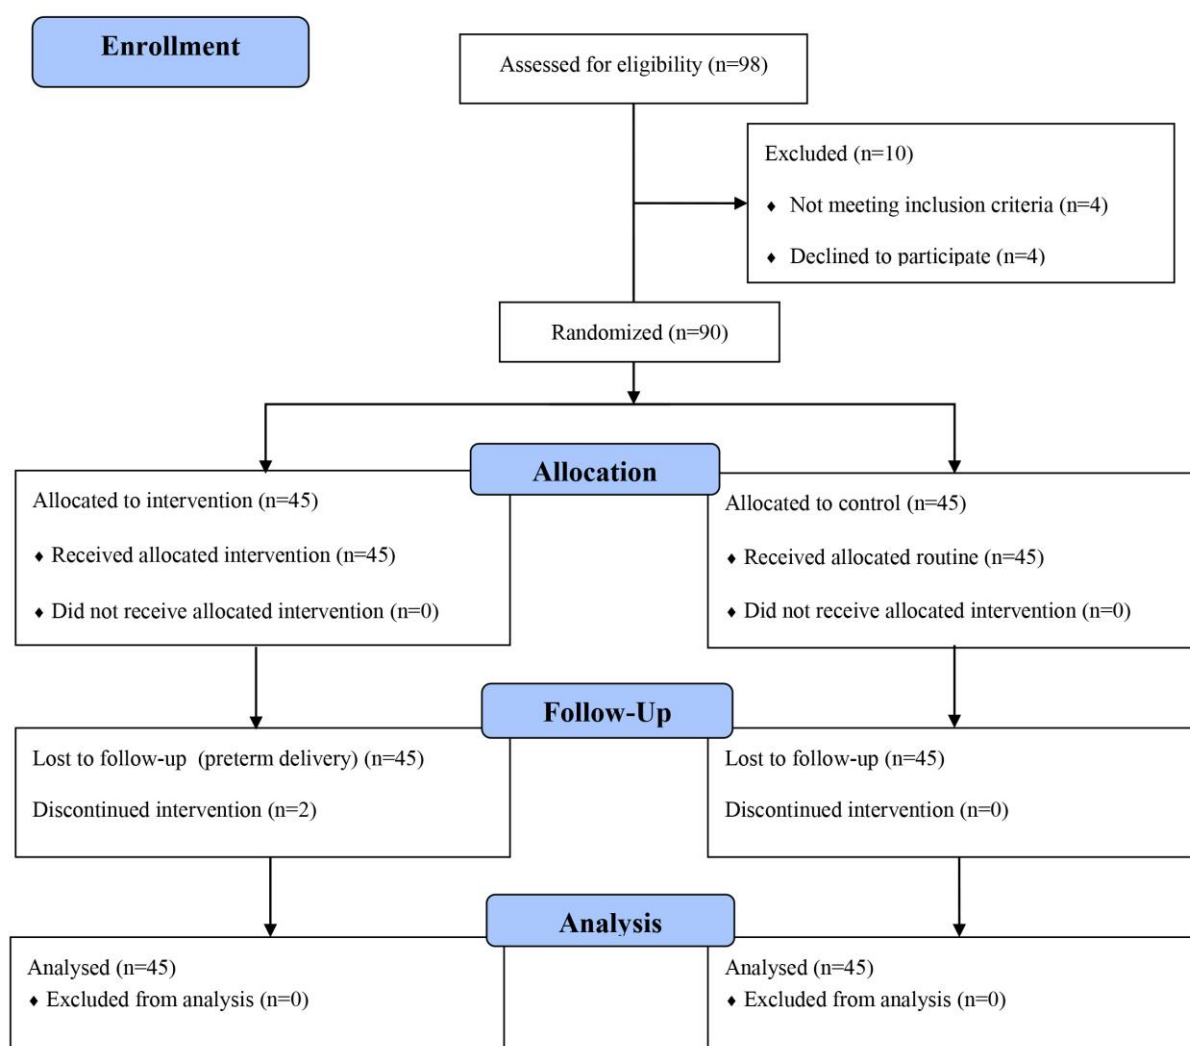 Enrollment
Assessed for eligibility (n=98)
Excluded (n=10)
♦ Not meeting inclusion criteria (n=4)
♦ Declined to participate (n=4)
Randomized (n=90)
Allocation
Allocated to intervention (n=45)
♦ Received allocated intervention (n=45)
♦ Did not receive allocated intervention (n=0)
Allocated to control (n=45)
♦ Received allocated routine (n=45)
♦ Did not receive allocated intervention (n=0)
Follow-Up
Lost to follow-up (preterm delivery) (n=45)
Discontinued intervention (n=2)
Lost to follow-up (n=45)
Discontinued intervention (n=0)
Analysis
Analysed (n=45)
♦ Excluded from analysis (n=0)
Analysed (n=45)
♦ Excluded from analysis (n=0)